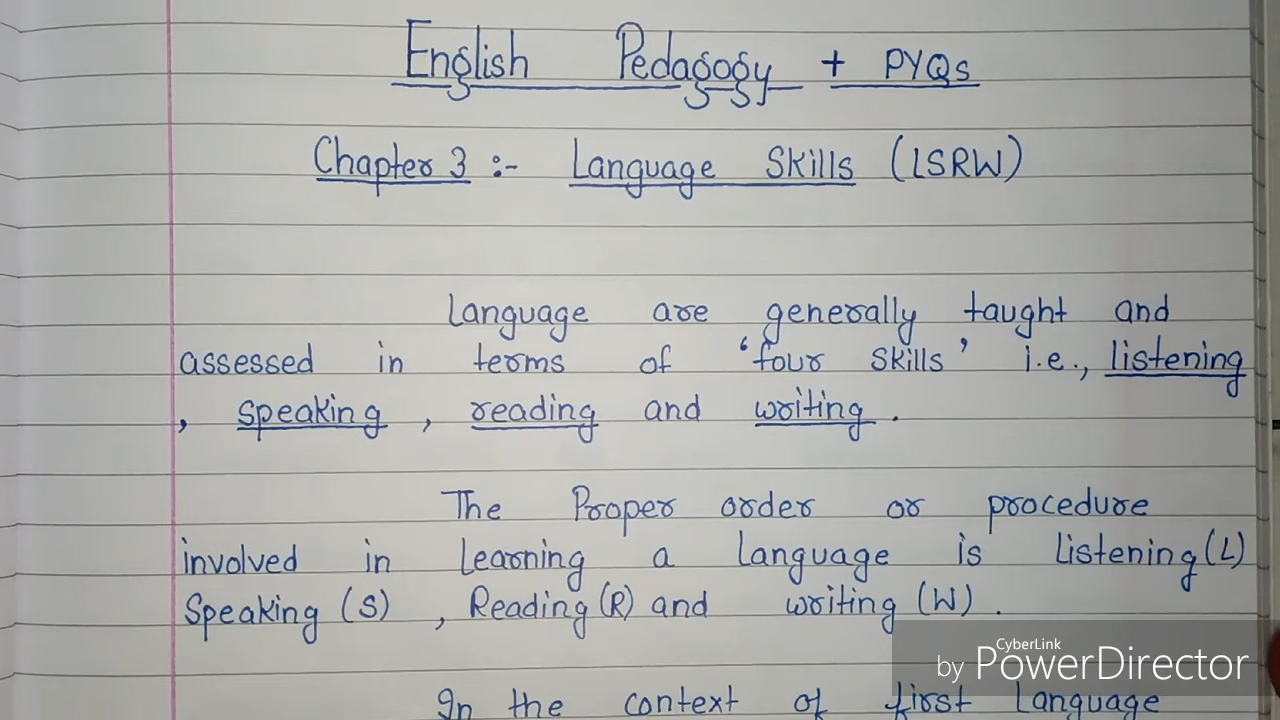 English Pedagogy + PYQs
Chapter 3 :- Language Skills (LSRW)
Language are generally taught and
assessed in terms of 'four skills' i.e., listening
, speaking , reading and writing .
The Proper order or procedure
involved in Learning a language is Listening (L)
Speaking (S) , Reading (R) and writing (W) .
In the context of first Language
CyberLink
by PowerDirector